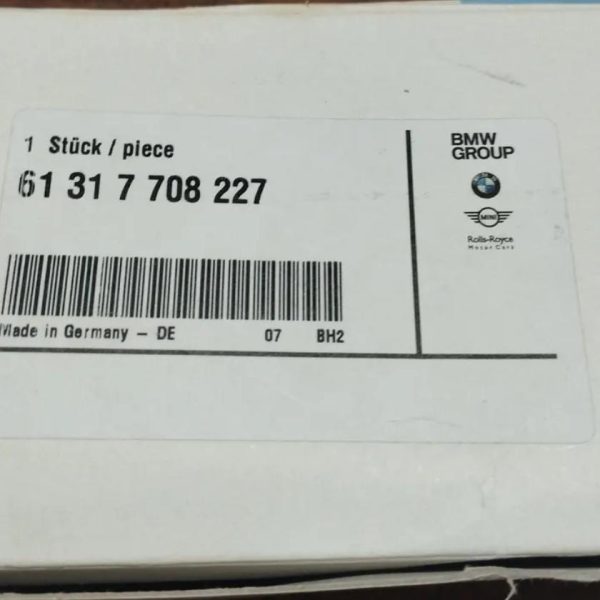 1 Stück / piece
61 31 7 708 227
Made in Germany – DE 07 BH2
BMW
GROUP
MINI
Rolls-Royce
Motor Cars